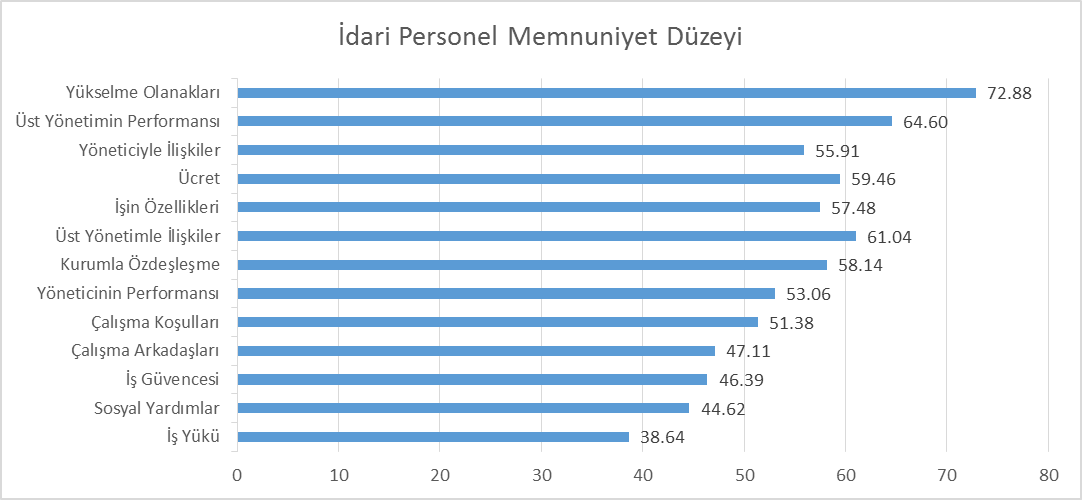 İdari Personel Memnuniyet Düzeyi
Yükselme Olanakları 72.88
Üst Yönetimin Performansı 64.60
Yöneticiyle İlişkiler 55.91
Ücret 59.46
İşin Özellikleri 57.48
Üst Yönetimle İlişkiler 61.04
Kurumla Özdeşleşme 58.14
Yöneticinin Performansı 53.06
Çalışma Koşulları 51.38
Çalışma Arkadaşları 47.11
İş Güvencesi 46.39
Sosyal Yardımlar 44.62
İş Yükü 38.64
0 10 20 30 40 50 60 70 80